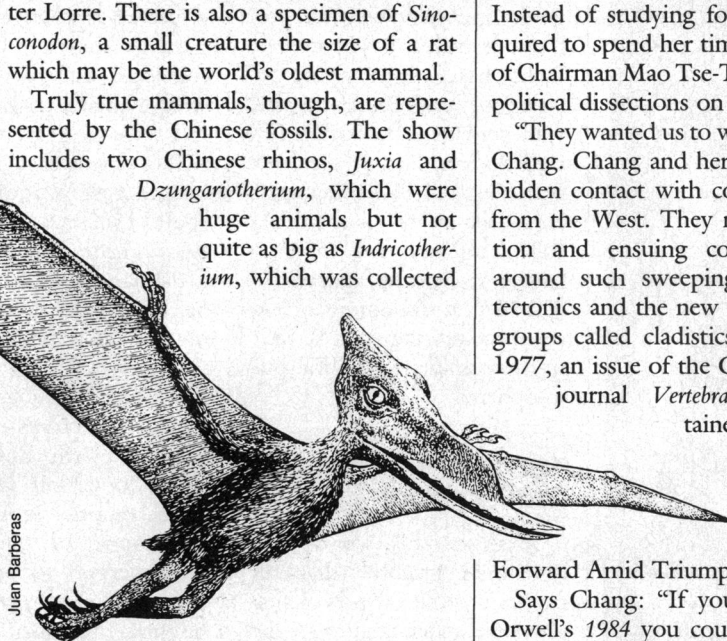 ter Lorre. There is also a specimen of Sino-
conodon, a small creature the size of a rat
which may be the world's oldest mammal.
Truly true mammals, though, are repre-
sented by the Chinese fossils. The show
includes two Chinese rhinos, Juxia and
Dzungariotherium, which were
huge animals but not
quite as big as Indricother-
ium, which was collected
Juan Barberas
Instead of studying fo
quired to spend her tim
of Chairman Mao Tse-T
political dissections on
"They wanted us to w
Chang. Chang and her
bidden contact with co
from the West. They
tion and ensuing co
around such sweeping
tectonics and the new
groups called cladistics
1977, an issue of the C
journal Vertebra
taine
Forward Amid Triump
Says Chang: "If you
Orwell's 1984 you cou